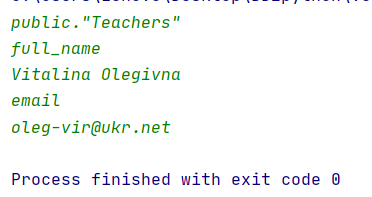 public."Teachers"
full_name
Vitalina Olegivna
email
oleg-vir@ukr.net
Process finished with exit code 0